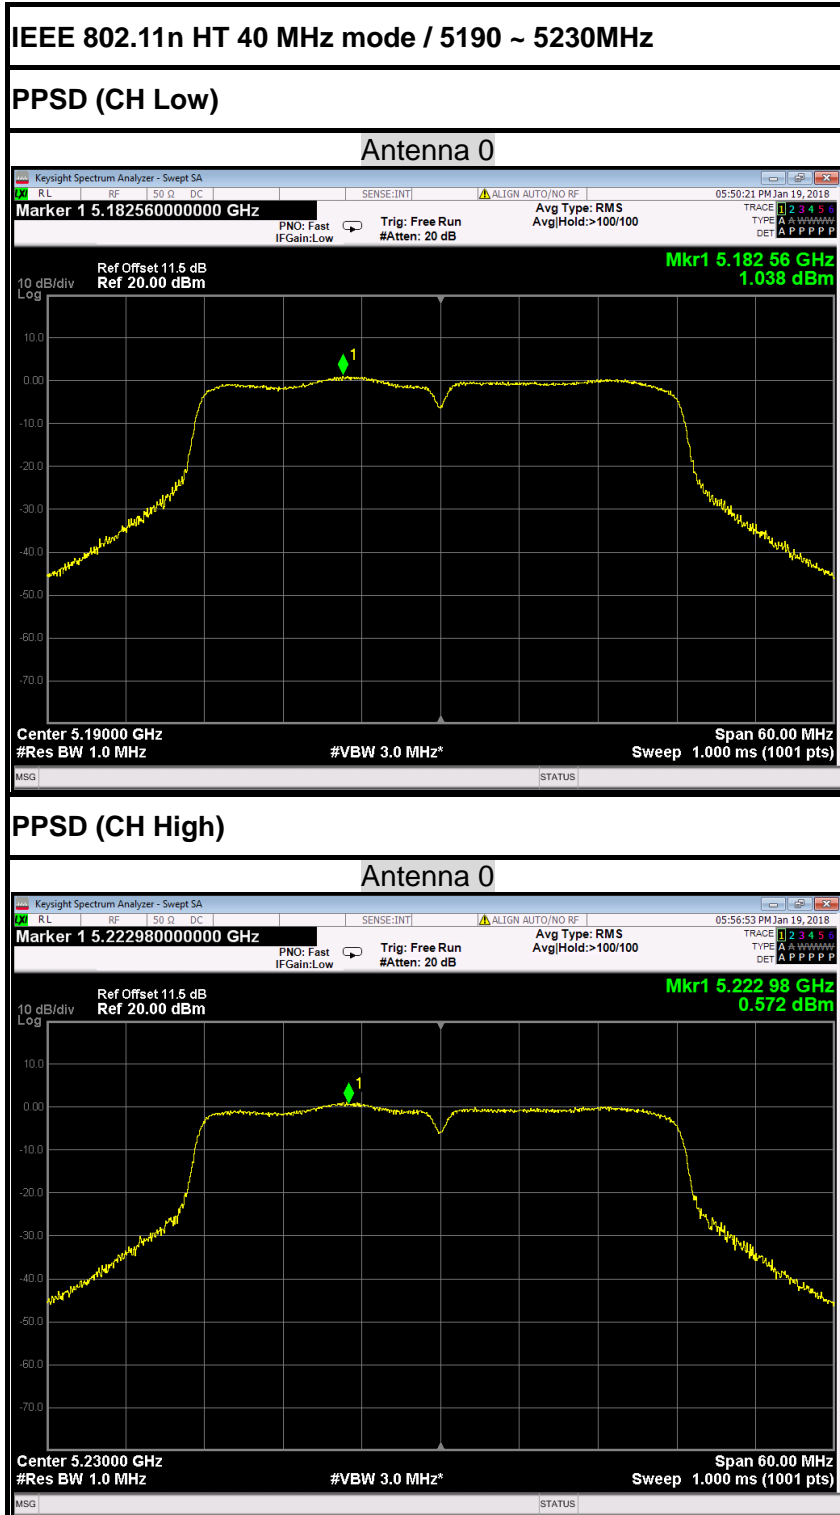 IEEE 802.11n HT 40 MHz mode / 5190 ~ 5230MHz
PPSD (CH Low)
Antenna 0
Keysight Spectrum Analyzer - Swept SA
LXI RL RF 50 Ω DC SENSE:INT ALIGN AUTO/NO RF 05:50:21 PM Jan 19, 2018
Marker 1 5.182560000000 GHz
PNO: Fast
IFGain:Low
Trig: Free Run
#Atten: 20 dB
Avg Type: RMS
Avg|Hold:>100/100
TRACE 1 2 3 4 5 6
TYPE A A WWWW
DET A P P P P P
Mkr1 5.182 56 GHz
1.038 dBm
Ref Offset 11.5 dB
10 dB/div Ref 20.00 dBm
Log
10.0
1
0.00
-10.0
-20.0
-30.0
-40.0
-50.0
-60.0
-70.0
Center 5.19000 GHz Span 60.00 MHz
#Res BW 1.0 MHz #VBW 3.0 MHz* Sweep 1.000 ms (1001 pts)
MSG STATUS
PPSD (CH High)
Antenna 0
Keysight Spectrum Analyzer - Swept SA
LXI RL RF 50 Ω DC SENSE:INT ALIGN AUTO/NO RF 05:56:53 PM Jan 19, 2018
Marker 1 5.222980000000 GHz
PNO: Fast
IFGain:Low
Trig: Free Run
#Atten: 20 dB
Avg Type: RMS
Avg|Hold:>100/100
TRACE 1 2 3 4 5 6
TYPE A A WWWW
DET A P P P P P
Mkr1 5.222 98 GHz
0.572 dBm
Ref Offset 11.5 dB
10 dB/div Ref 20.00 dBm
Log
10.0
1
0.00
-10.0
-20.0
-30.0
-40.0
-50.0
-60.0
-70.0
Center 5.23000 GHz Span 60.00 MHz
#Res BW 1.0 MHz #VBW 3.0 MHz* Sweep 1.000 ms (1001 pts)
MSG STATUS